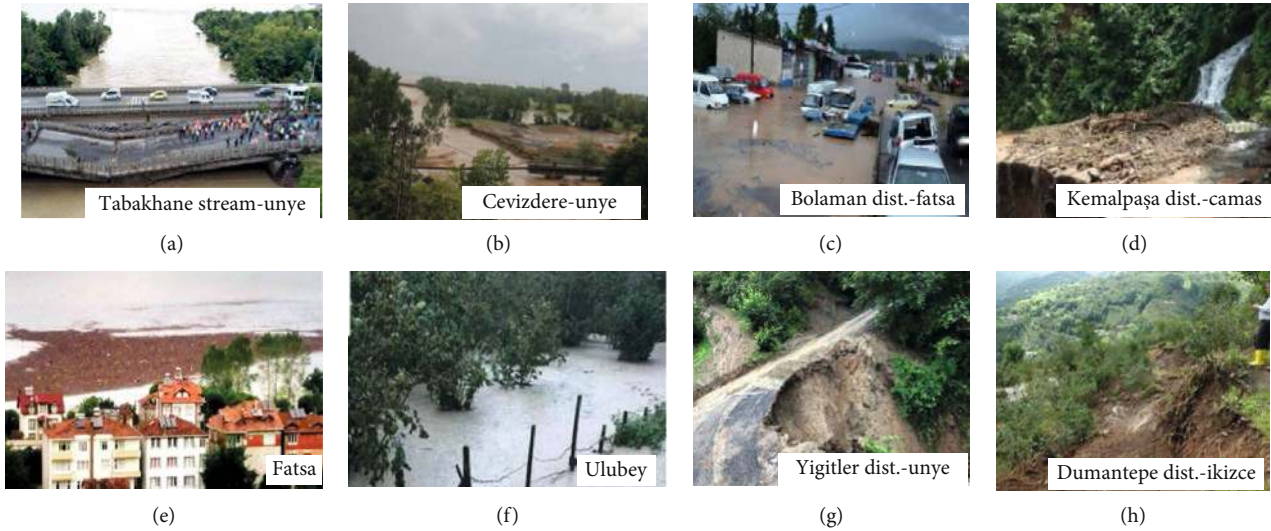 Tabakhane stream-unye
Cevizdere-unye
Bolaman dist.-fatsa
Kemalpaşa dist.-camas
(a)
(b)
(c)
(d)
Fatsa
Ulubey
Yigitler dist.-unye
Dumantepe dist.-ikizce
(e)
(f)
(g)
(h)